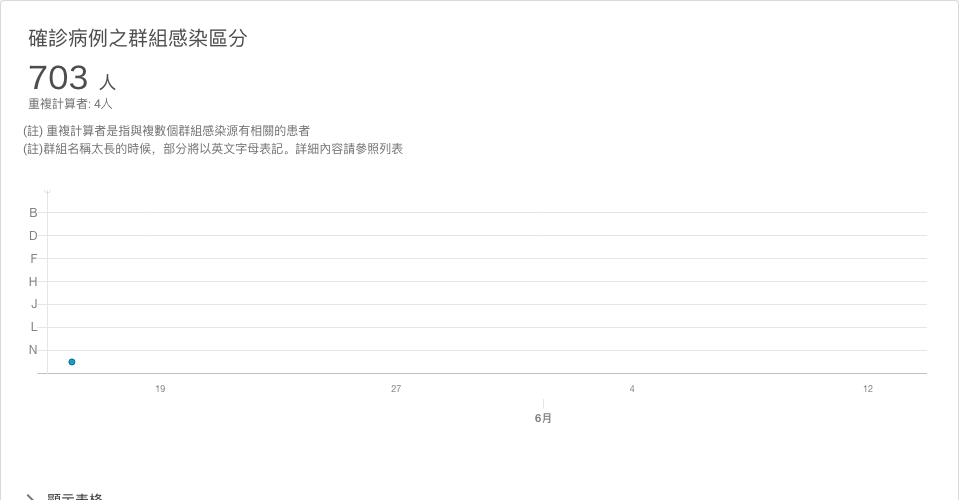 確診病例之群組感染區分
703 人
重複計算者: 4人
(註) 重複計算者是指與複數個群組感染源有相關的患者
(註)群組名稱太長的時候，部分將以英文字母表記。詳細內容請參照列表
B
D
F
H
J
L
N
19 27 4 12
6月
顯示表格